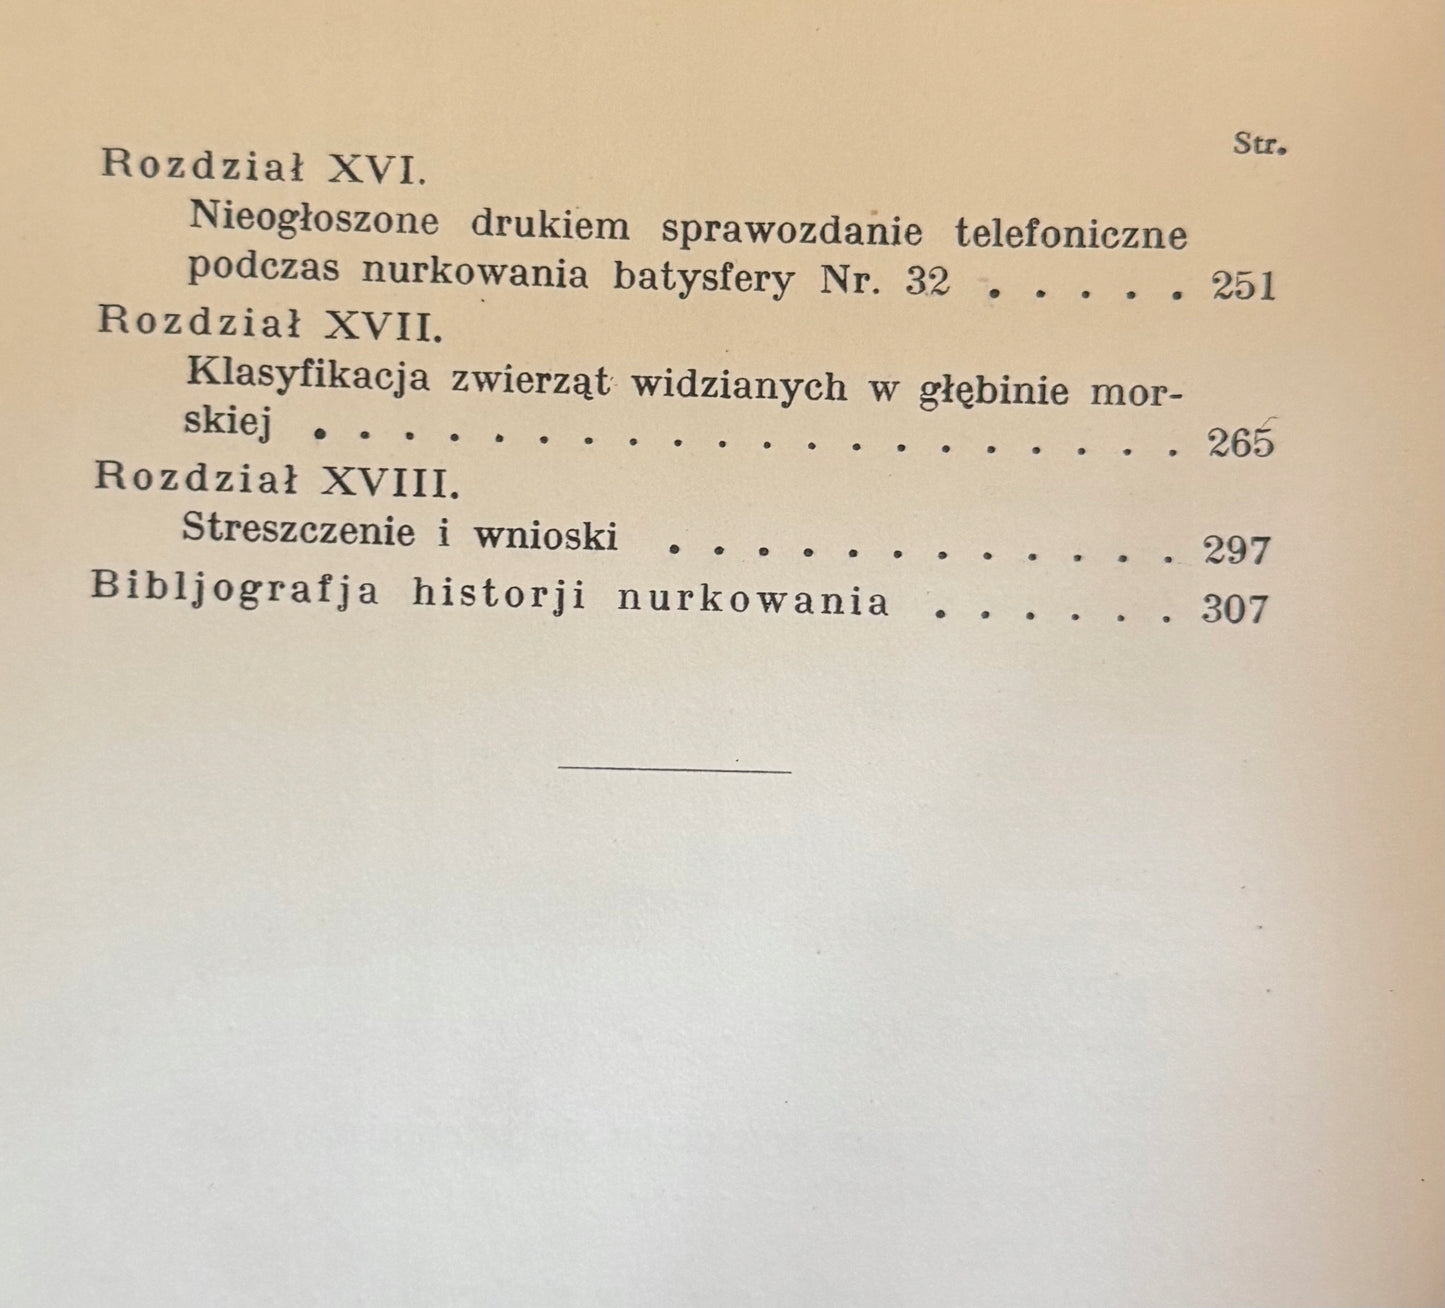 Str.
Rozdział XVI.
Nieogłoszone drukiem sprawozdanie telefoniczne
podczas nurkowania batysfery Nr. 32 . . . . . 251
Rozdział XVII.
Klasyfikacja zwierząt widzianych w głębinie mor-
skiej . . . . . . . . . . . . . . . . . . . . 265
Rozdział XVIII.
Streszczenie i wnioski . . . . . . . . . . . . 297
Bibljografja historji nurkowania . . . . . . 307